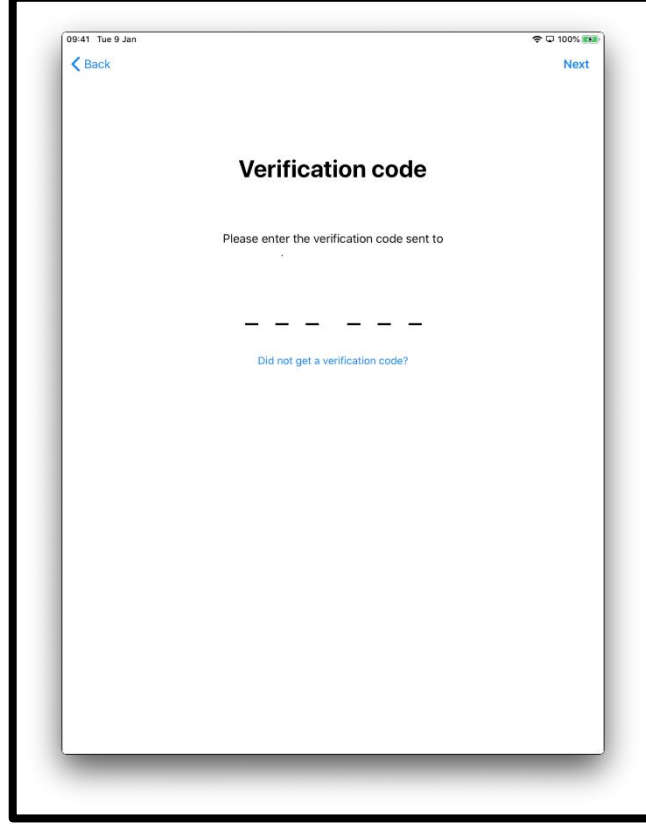 09:41 Tue 9 Jan 100%
Back Next
Verification code
Please enter the verification code sent to
Did not get a verification code?